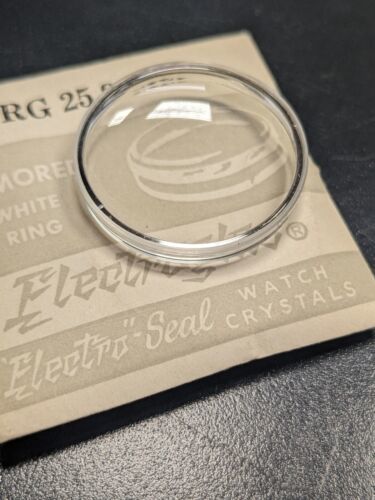 RG 25
MORED
WHITE
RING
®
"Electro"-Seal WATCH
CRYSTALS